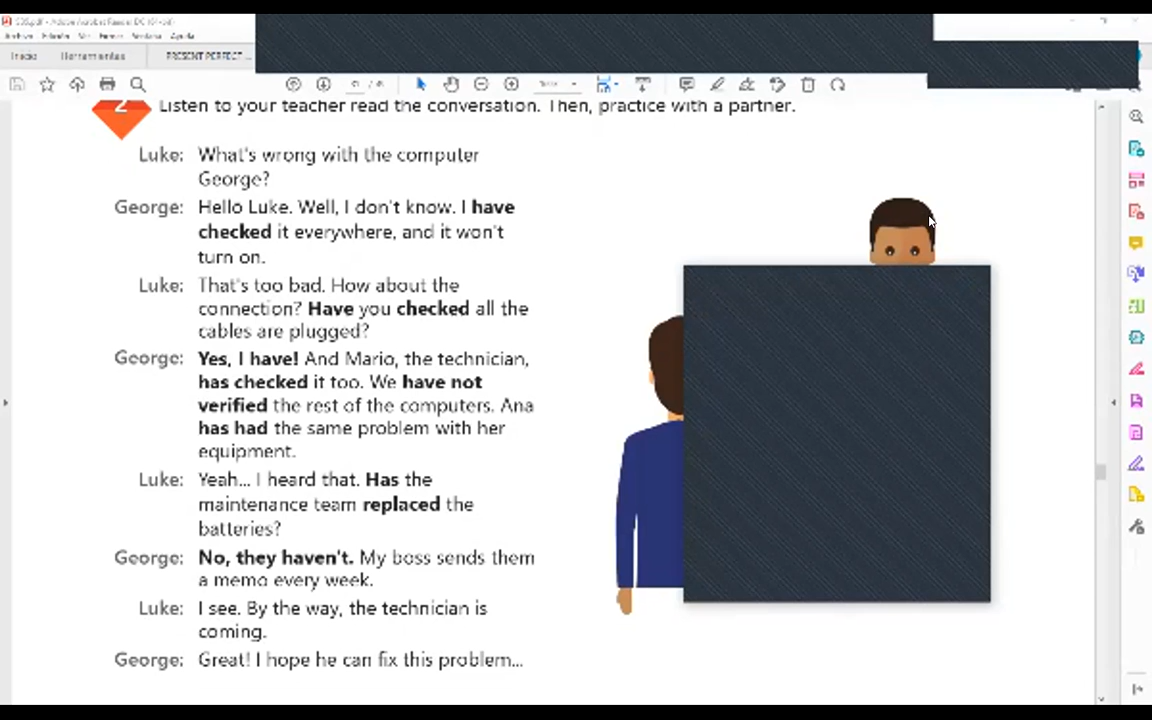 Inicio Herramientas PRESENT PERFECT ...
2 Listen to your teacher read the conversation. Then, practice with a partner.
Luke: What's wrong with the computer
George?
George: Hello Luke. Well, I don't know. I have
checked it everywhere, and it won't
turn on.
Luke: That's too bad. How about the
connection? Have you checked all the
cables are plugged?
George: Yes, I have! And Mario, the technician,
has checked it too. We have not
verified the rest of the computers. Ana
has had the same problem with her
equipment.
Luke: Yeah... I heard that. Has the
maintenance team replaced the
batteries?
George: No, they haven't. My boss sends them
a memo every week.
Luke: I see. By the way, the technician is
coming.
George: Great! I hope he can fix this problem...